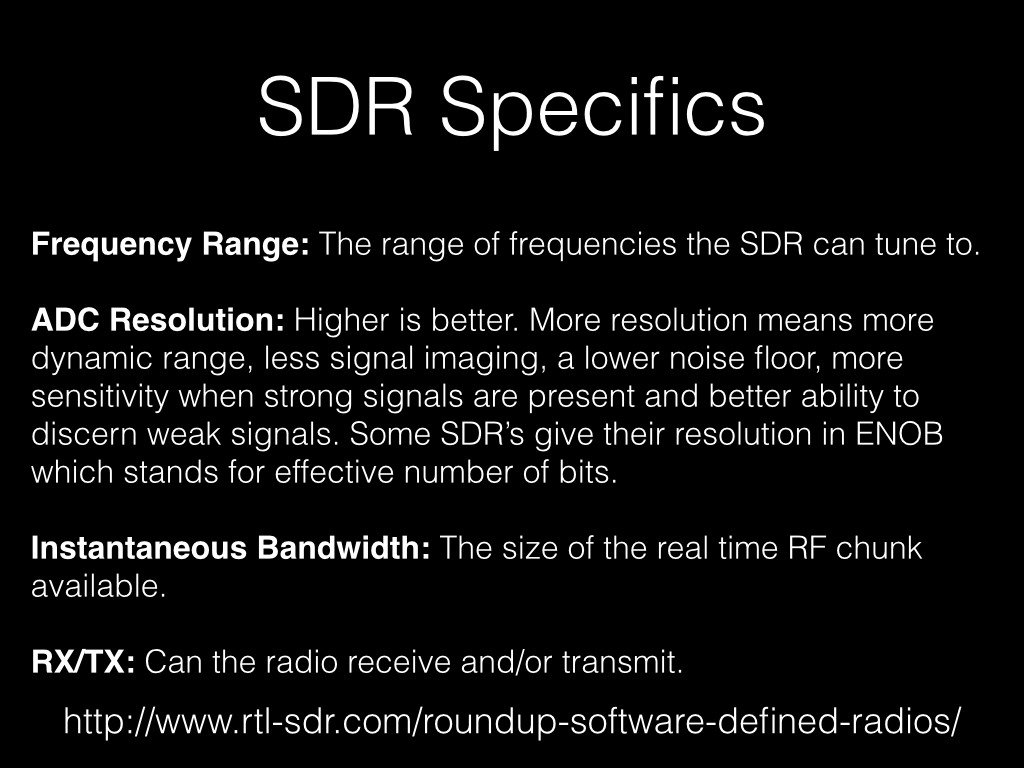 SDR Specifics
Frequency Range: The range of frequencies the SDR can tune to.
ADC Resolution: Higher is better. More resolution means more
dynamic range, less signal imaging, a lower noise floor, more
sensitivity when strong signals are present and better ability to
discern weak signals. Some SDR’s give their resolution in ENOB
which stands for effective number of bits.
Instantaneous Bandwidth: The size of the real time RF chunk
available.
RX/TX: Can the radio receive and/or transmit.
http://www.rtl-sdr.com/roundup-software-defined-radios/